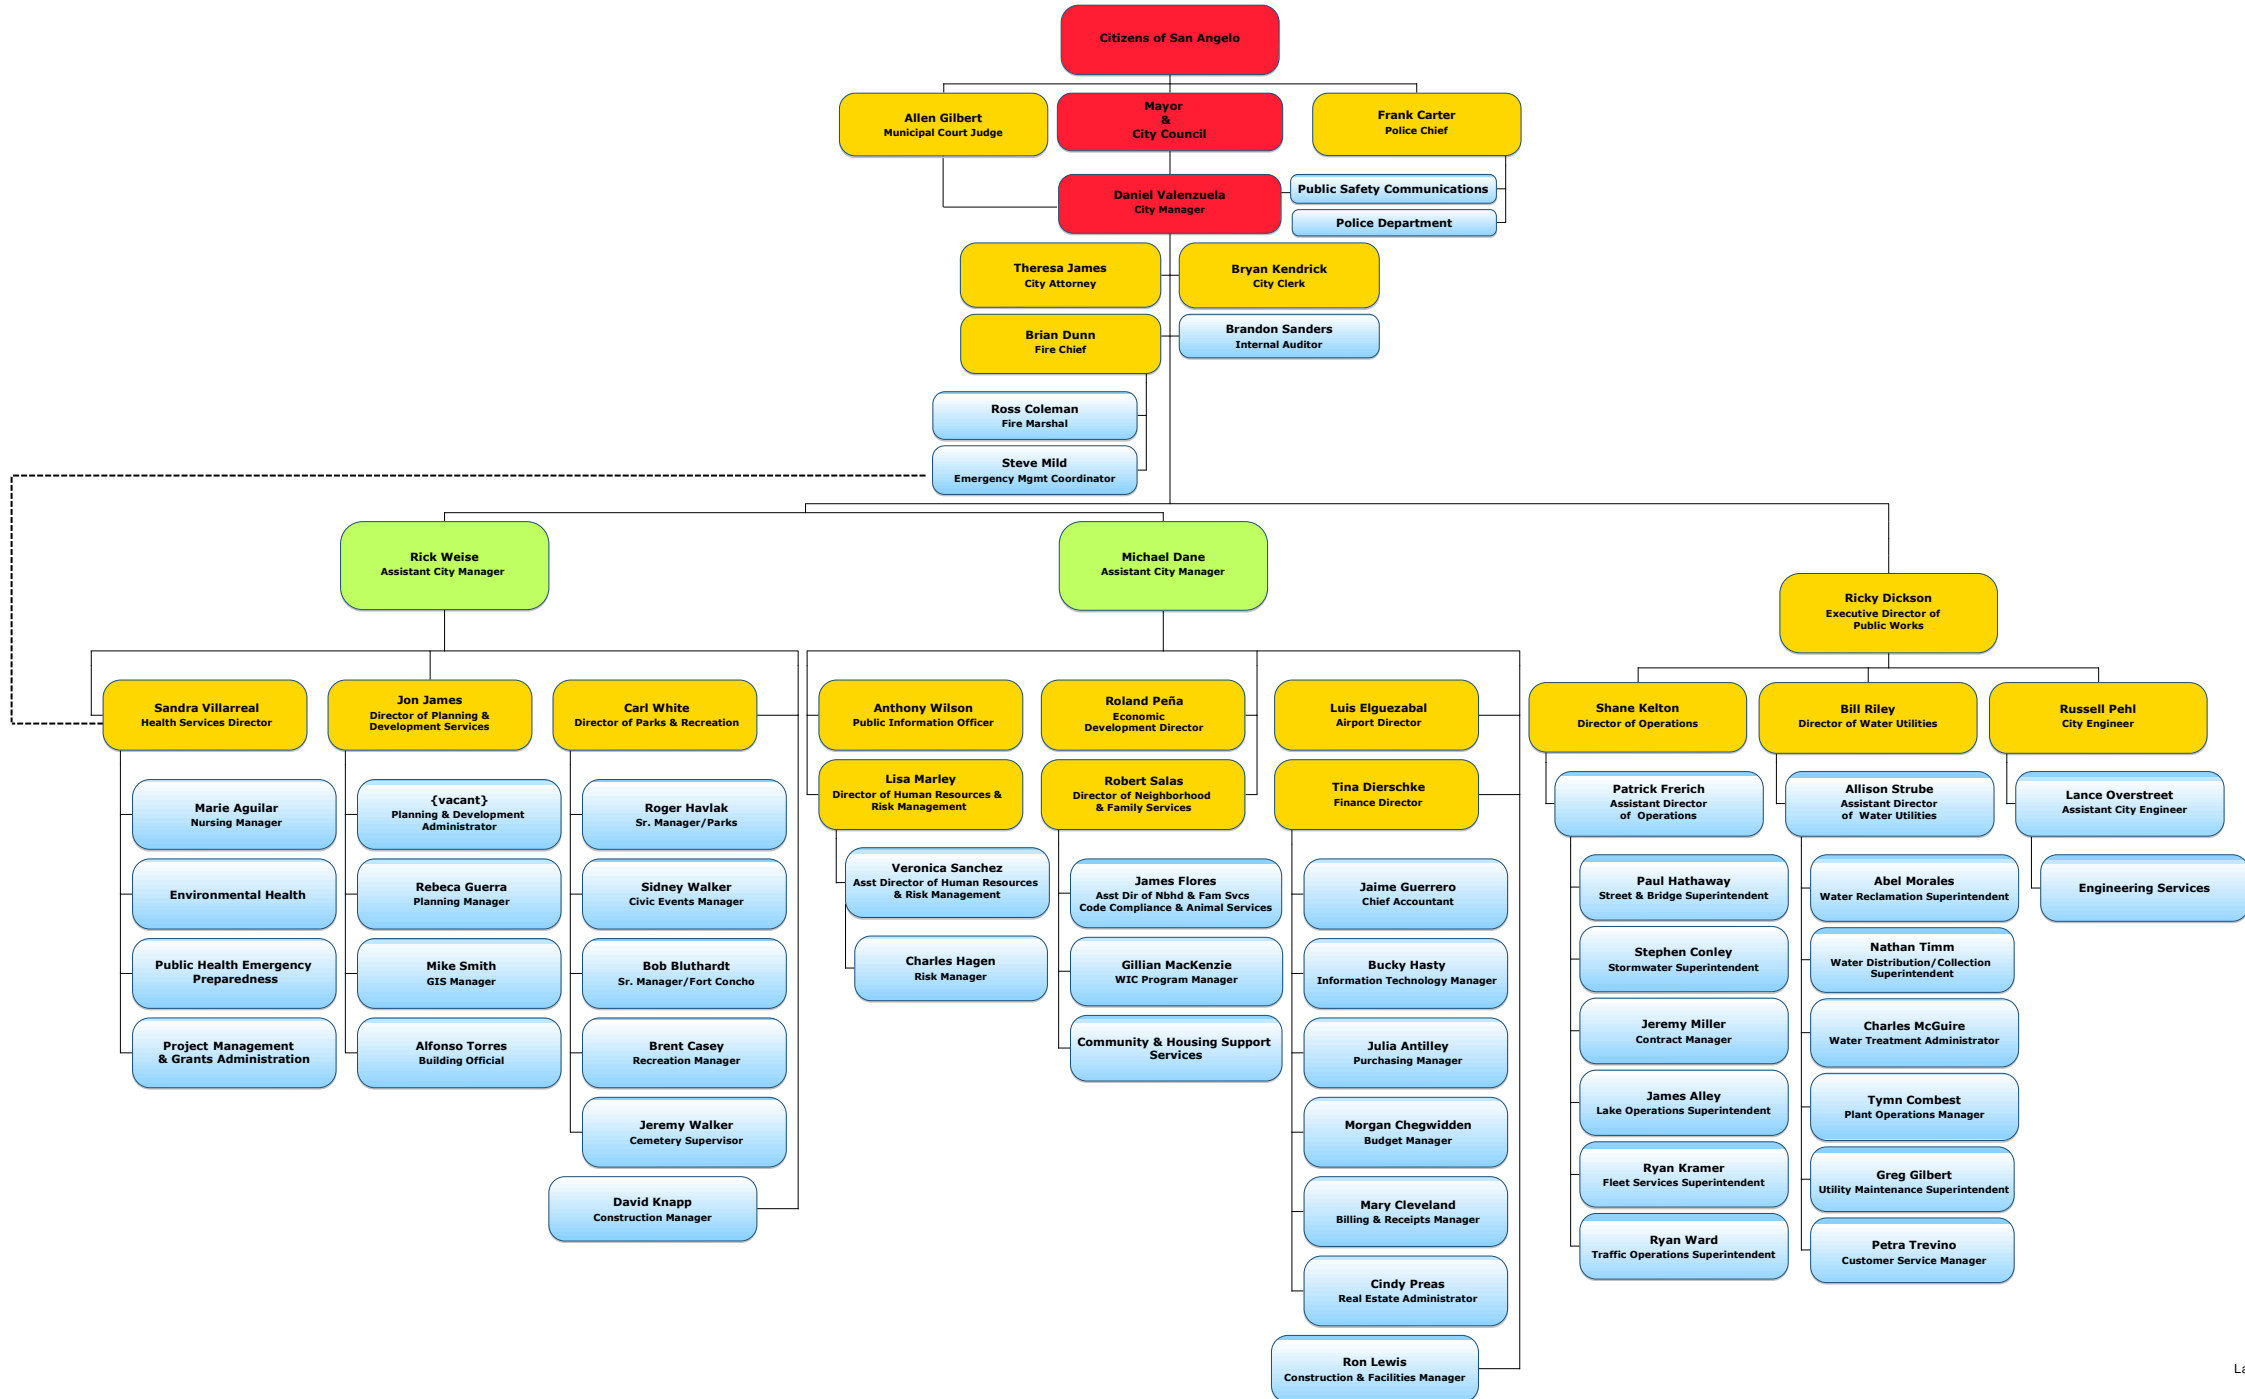 Citizens of San Angelo
Allen Gilbert
Municipal Court Judge
Mayor
&
City Council
Frank Carter
Police Chief
Daniel Valenzuela
City Manager
Public Safety Communications
Police Department
Theresa James
City Attorney
Bryan Kendrick
City Clerk
Brian Dunn
Fire Chief
Brandon Sanders
Internal Auditor
Ross Coleman
Fire Marshal
Steve Mild
Emergency Mgmt Coordinator
Rick Weise
Assistant City Manager
Michael Dane
Assistant City Manager
Ricky Dickson
Executive Director of
Public Works
Sandra Villarreal
Health Services Director
Jon James
Director of Planning &
Development Services
Carl White
Director of Parks & Recreation
Anthony Wilson
Public Information Officer
Roland Peña
Economic
Development Director
Luis Elguezabal
Airport Director
Shane Kelton
Director of Operations
Bill Riley
Director of Water Utilities
Russell Pehl
City Engineer
Lisa Marley
Director of Human Resources &
Risk Management
Robert Salas
Director of Neighborhood
& Family Services
Tina Dierschke
Finance Director
Marie Aguilar
Nursing Manager
Environmental Health
Public Health Emergency
Preparedness
Project Management
& Grants Administration
{vacant}
Planning & Development
Administrator
Rebeca Guerra
Planning Manager
Mike Smith
GIS Manager
Alfonso Torres
Building Official
Roger Havlak
Sr. Manager/Parks
Sidney Walker
Civic Events Manager
Bob Bluthardt
Sr. Manager/Fort Concho
Brent Casey
Recreation Manager
Jeremy Walker
Cemetery Supervisor
David Knapp
Construction Manager
Veronica Sanchez
Asst Director of Human Resources
& Risk Management
Charles Hagen
Risk Manager
James Flores
Asst Dir of Nbhd & Fam Svcs
Code Compliance & Animal Services
Gillian MacKenzie
WIC Program Manager
Community & Housing Support
Services
Jaime Guerrero
Chief Accountant
Bucky Hasty
Information Technology Manager
Julia Antilley
Purchasing Manager
Morgan Chegwidden
Budget Manager
Mary Cleveland
Billing & Receipts Manager
Cindy Preas
Real Estate Administrator
Ron Lewis
Construction & Facilities Manager
Patrick Frerich
Assistant Director
of Operations
Paul Hathaway
Street & Bridge Superintendent
Stephen Conley
Stormwater Superintendent
Jeremy Miller
Contract Manager
James Alley
Lake Operations Superintendent
Ryan Kramer
Fleet Services Superintendent
Ryan Ward
Traffic Operations Superintendent
Allison Strube
Assistant Director
of Water Utilities
Abel Morales
Water Reclamation Superintendent
Nathan Timm
Water Distribution/Collection
Superintendent
Charles McGuire
Water Treatment Administrator
Tymn Combest
Plant Operations Manager
Greg Gilbert
Utility Maintenance Superintendent
Petra Trevino
Customer Service Manager
Lance Overstreet
Assistant City Engineer
Engineering Services